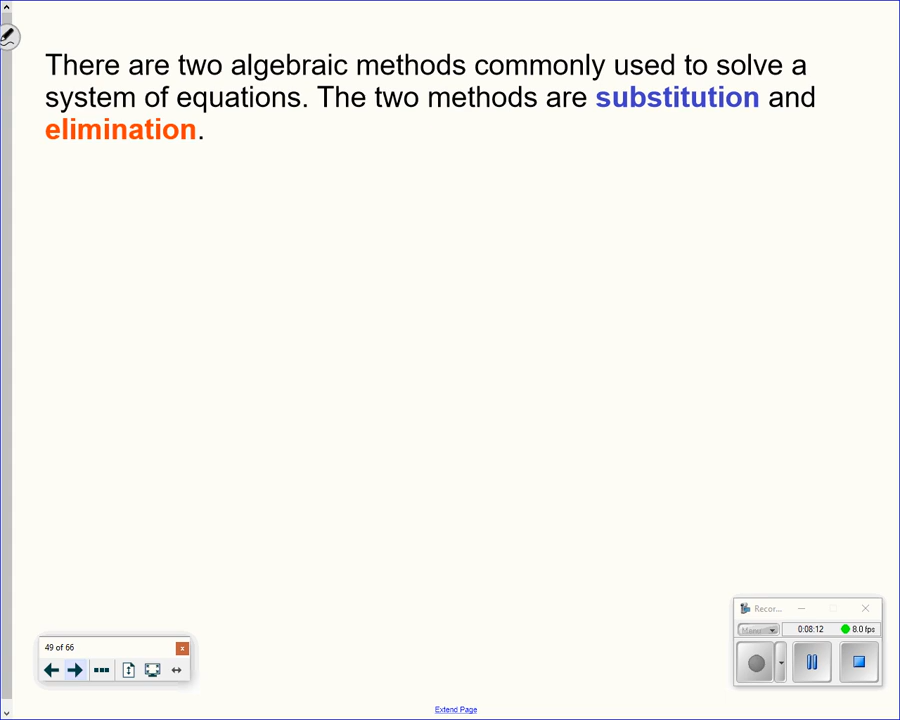 There are two algebraic methods commonly used to solve a
system of equations. The two methods are substitution and
elimination.
Recor...
Menu
0:08:12 8.0 fps
49 of 66
Extend Page